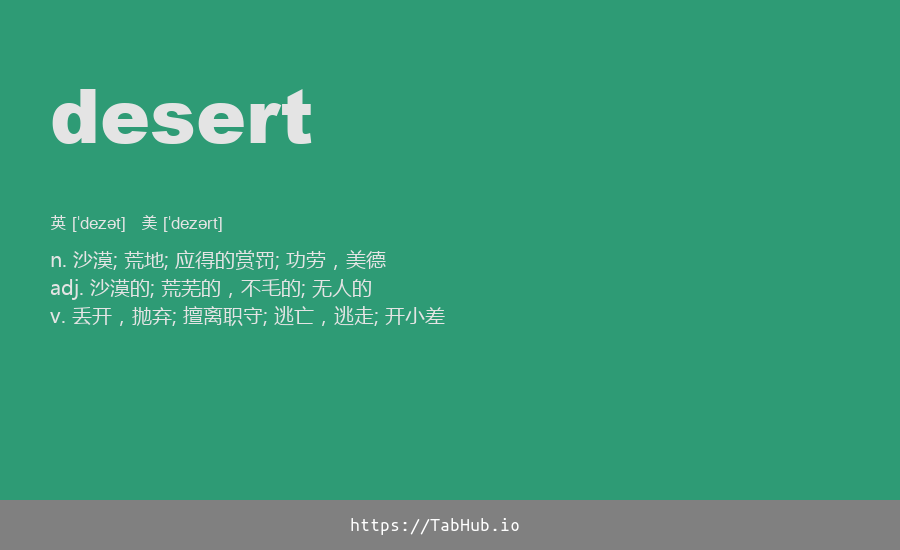 desert
英 [ˈdezət] 美 [ˈdezərt]
n. 沙漠; 荒地; 应得的赏罚; 功劳，美德
adj. 沙漠的; 荒芜的，不毛的; 无人的
v. 丢开，抛弃; 擅离职守; 逃亡，逃走; 开小差
https://TabHub.io